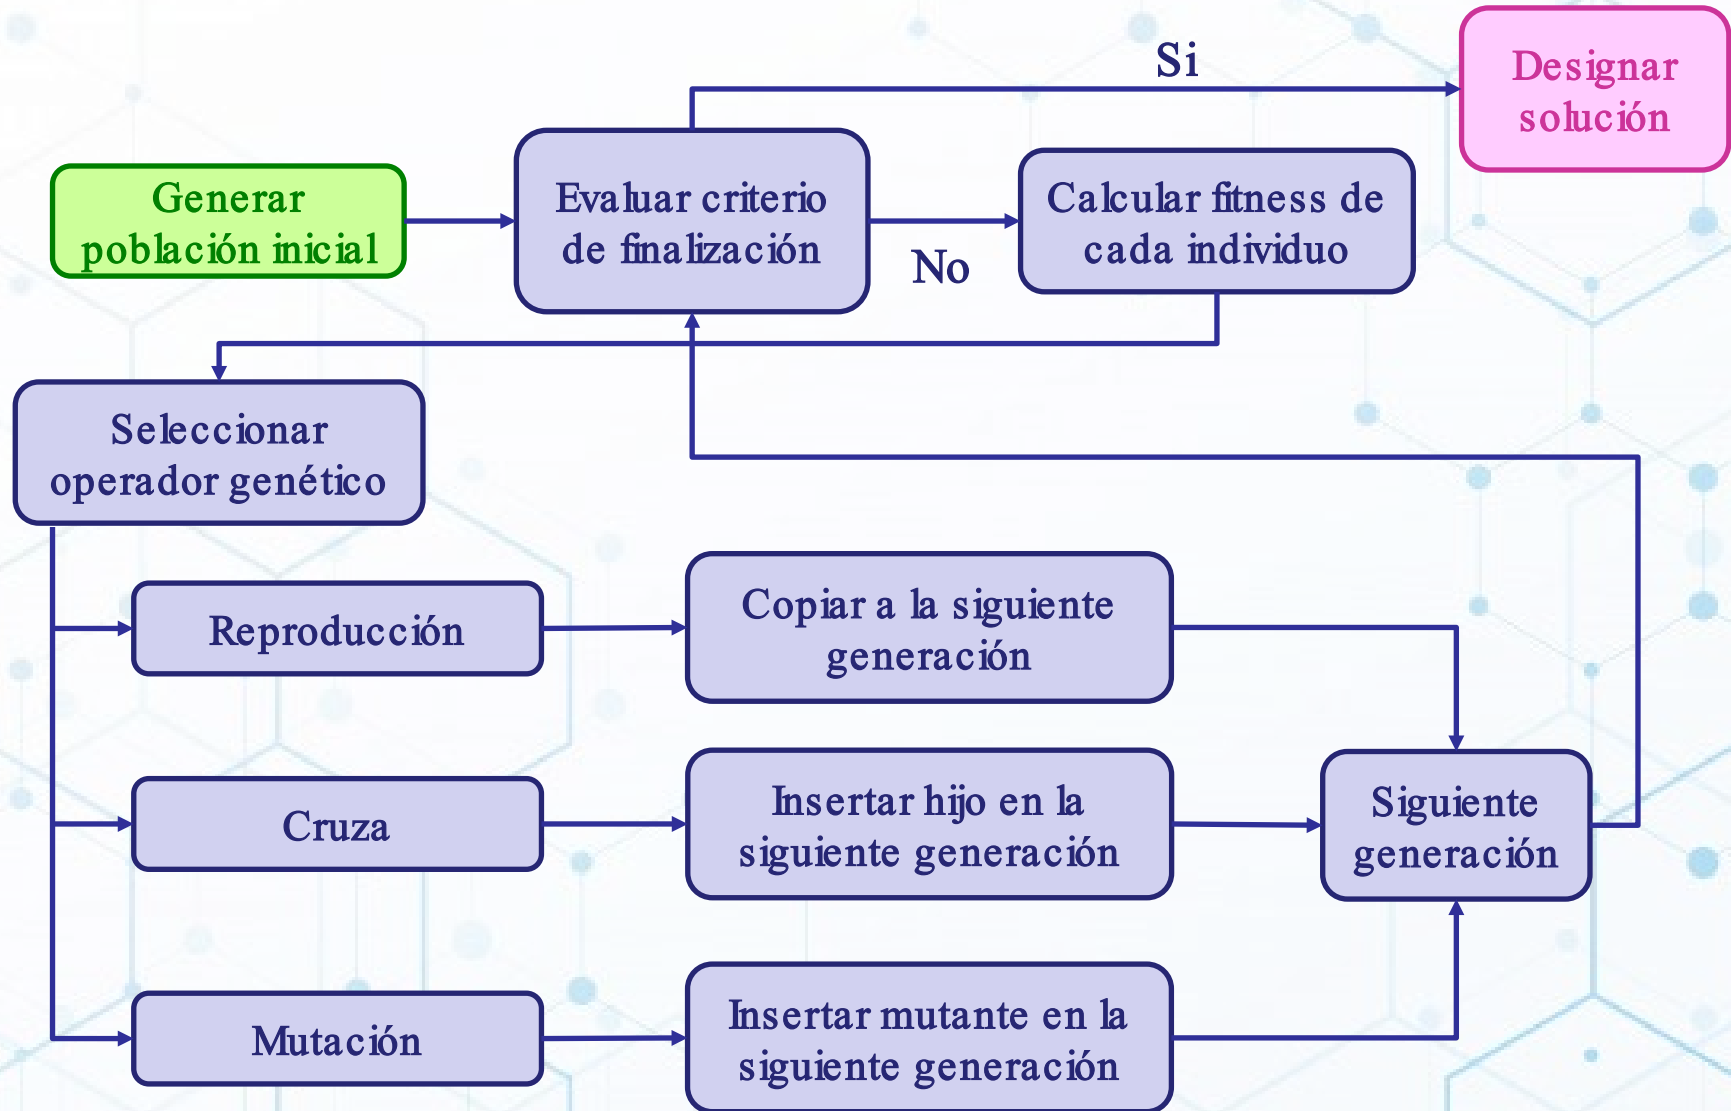 Si
Designar
solución
Generar
población inicial
Evaluar criterio
de finalización
No
Calcular fitness de
cada individuo
Seleccionar
operador genético
Reproducción
Copiar a la siguiente
generación
Cruza
Insertar hijo en la
siguiente generación
Siguiente
generación
Mutación
Insertar mutante en la
siguiente generación